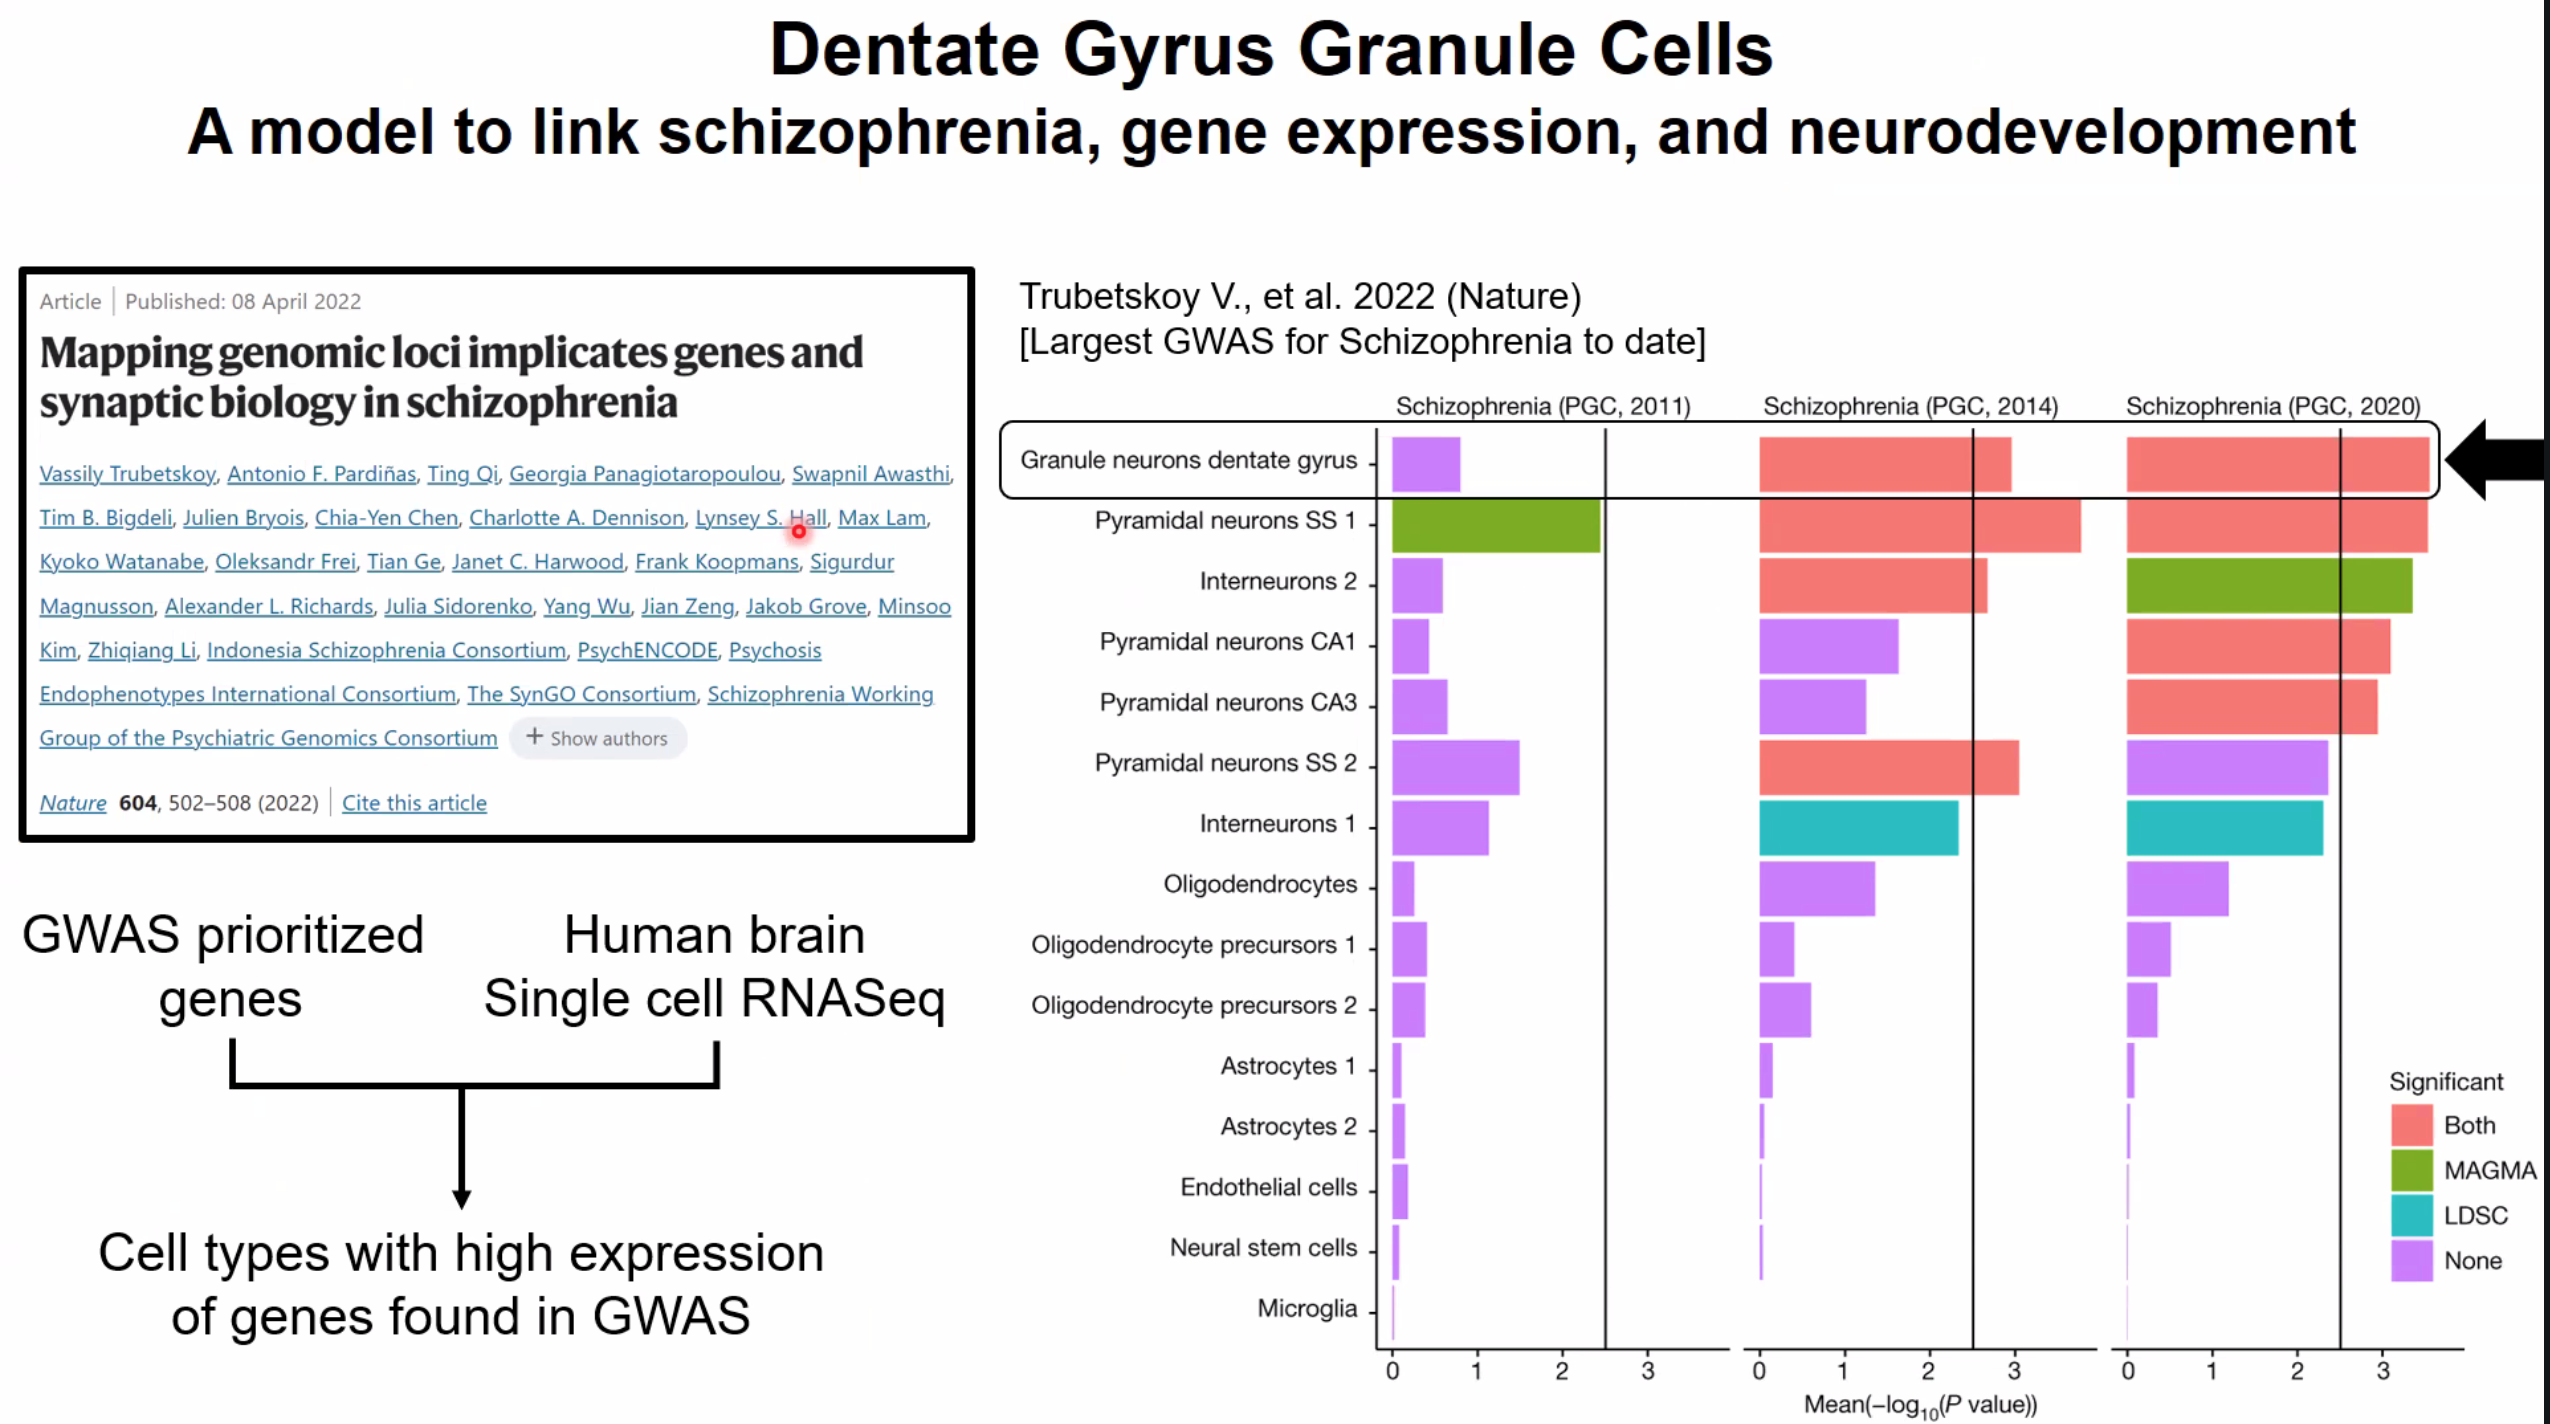 Dentate Gyrus Granule Cells
A model to link schizophrenia, gene expression, and neurodevelopment
Article | Published: 08 April 2022
Mapping genomic loci implicates genes and
synaptic biology in schizophrenia
Vassily Trubetskoy, Antonio F. Pardiñas, Ting Qi, Georgia Panagiotaropoulou, Swapnil Awasthi,
Tim B. Bigdeli, Julien Bryois, Chia-Yen Chen, Charlotte A. Dennison, Lynsey S. Hall, Max Lam,
Kyoko Watanabe, Oleksandr Frei, Tian Ge, Janet C. Harwood, Frank Koopmans, Sigurdur
Magnusson, Alexander L. Richards, Julia Sidorenko, Yang Wu, Jian Zeng, Jakob Grove, Minsoo
Kim, Zhiqiang Li, Indonesia Schizophrenia Consortium, PsychENCODE, Psychosis
Endophenotypes International Consortium, The SynGO Consortium, Schizophrenia Working
Group of the Psychiatric Genomics Consortium + Show authors
Nature 604, 502–508 (2022) | Cite this article
GWAS prioritized
genes
Human brain
Single cell RNASeq
Cell types with high expression
of genes found in GWAS
Trubetskoy V., et al. 2022 (Nature)
[Largest GWAS for Schizophrenia to date]
Schizophrenia (PGC, 2011) Schizophrenia (PGC, 2014) Schizophrenia (PGC, 2020)
Granule neurons dentate gyrus
Pyramidal neurons SS 1
Interneurons 2
Pyramidal neurons CA1
Pyramidal neurons CA3
Pyramidal neurons SS 2
Interneurons 1
Oligodendrocytes
Oligodendrocyte precursors 1
Oligodendrocyte precursors 2
Astrocytes 1
Astrocytes 2
Endothelial cells
Neural stem cells
Microglia
0 1 2 3 0 1 2 3 0 1 2 3
Mean(−log10(P value))
Significant
Both
MAGMA
LDSC
None